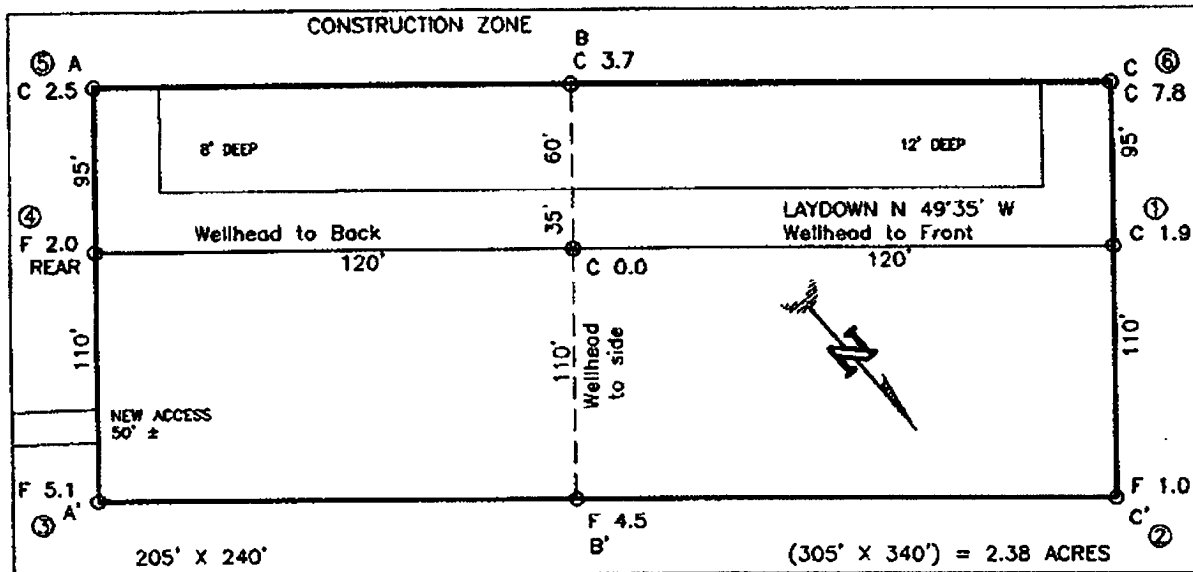 CONSTRUCTION ZONE
⑤ A
C 2.5
B
C 3.7
C ⑥
C 7.8
95'
8' DEEP
60'
12' DEEP
95'
④
F 2.0
REAR
Wellhead to Back
120'
35'
C 0.0
LAYDOWN N 49°35' W
Wellhead to Front
120'
①
C 1.9
110'
110'
Wellhead
to side
N
110'
NEW ACCESS
50' ±
F 5.1
A'
③
F 4.5
B'
F 1.0
C'
②
205' X 240'
(305' X 340') = 2.38 ACRES